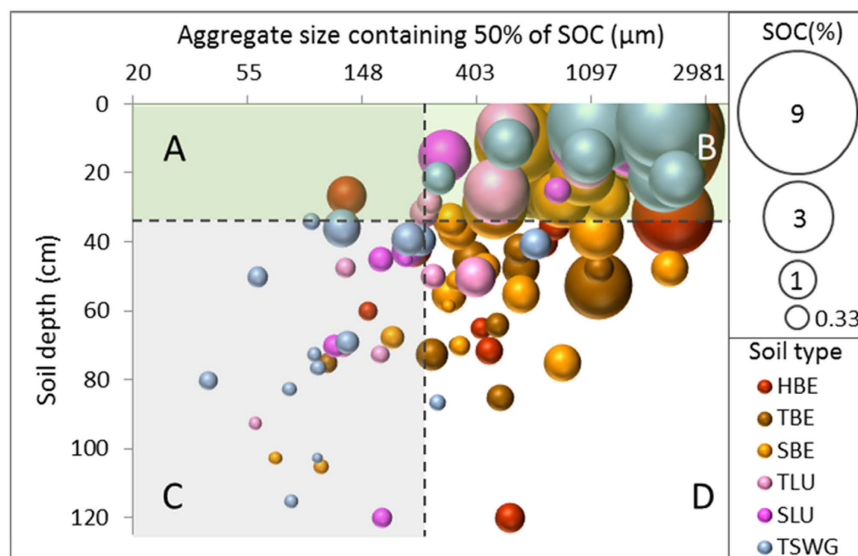 Aggregate size containing 50% of SOC (µm)
20 55 148 403 1097 2981
Soil depth (cm)
0
20
40
60
80
100
120
A
B
C
D
SOC(%)
9
3
1
0.33
Soil type
HBE
TBE
SBE
TLU
SLU
TSWG